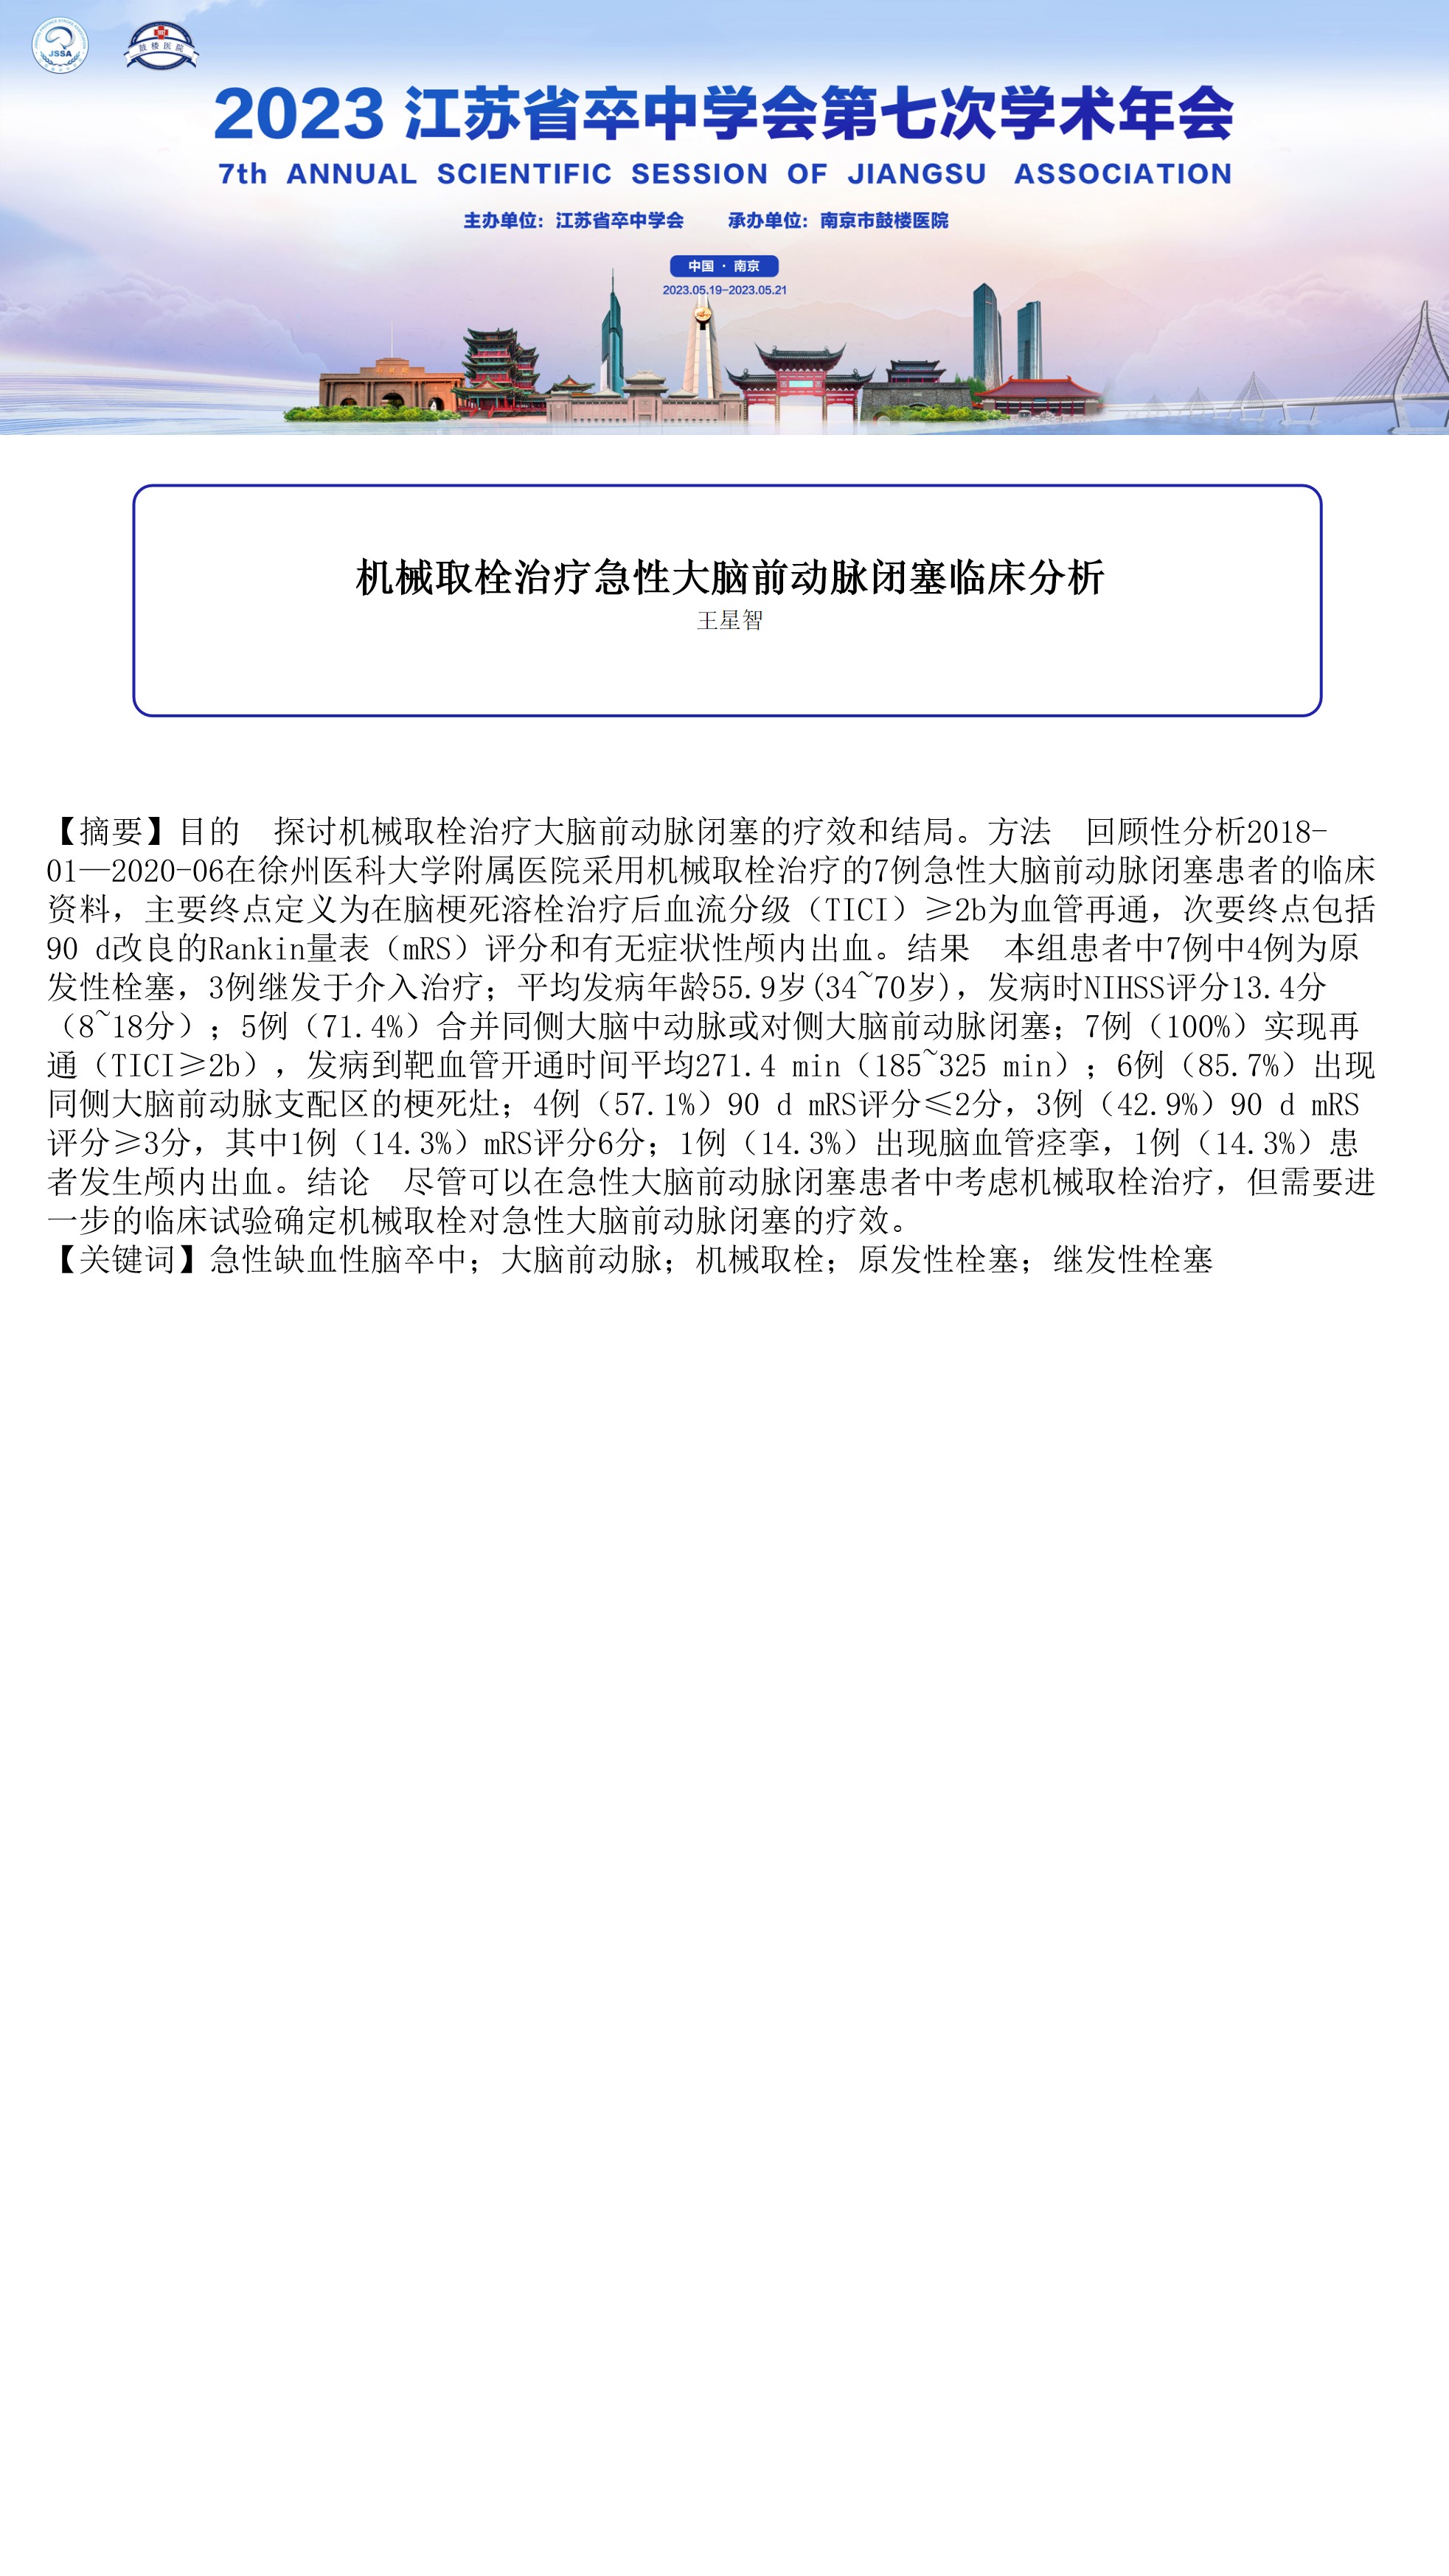 JSSA
鼓楼医院
2023 江苏省卒中学会第七次学术年会
7th ANNUAL SCIENTIFIC SESSION OF JIANGSU ASSOCIATION
主办单位：江苏省卒中学会 承办单位：南京市鼓楼医院
中国 · 南京
2023.05.19-2023.05.21
机械取栓治疗急性大脑前动脉闭塞临床分析
王星智
【摘要】目的 探讨机械取栓治疗大脑前动脉闭塞的疗效和结局。方法 回顾性分析2018-
01—2020-06在徐州医科大学附属医院采用机械取栓治疗的7例急性大脑前动脉闭塞患者的临床
资料，主要终点定义为在脑梗死溶栓治疗后血流分级（TICI）≥2b为血管再通，次要终点包括
90 d改良的Rankin量表（mRS）评分和有无症状性颅内出血。结果 本组患者中7例中4例为原
发性栓塞，3例继发于介入治疗；平均发病年龄55.9岁(34~70岁)，发病时NIHSS评分13.4分
（8~18分）；5例（71.4%）合并同侧大脑中动脉或对侧大脑前动脉闭塞；7例（100%）实现再
通（TICI≥2b），发病到靶血管开通时间平均271.4 min（185~325 min）；6例（85.7%）出现
同侧大脑前动脉支配区的梗死灶；4例（57.1%）90 d mRS评分≤2分，3例（42.9%）90 d mRS
评分≥3分，其中1例（14.3%）mRS评分6分；1例（14.3%）出现脑血管痉挛，1例（14.3%）患
者发生颅内出血。结论 尽管可以在急性大脑前动脉闭塞患者中考虑机械取栓治疗，但需要进
一步的临床试验确定机械取栓对急性大脑前动脉闭塞的疗效。
【关键词】急性缺血性脑卒中；大脑前动脉；机械取栓；原发性栓塞；继发性栓塞